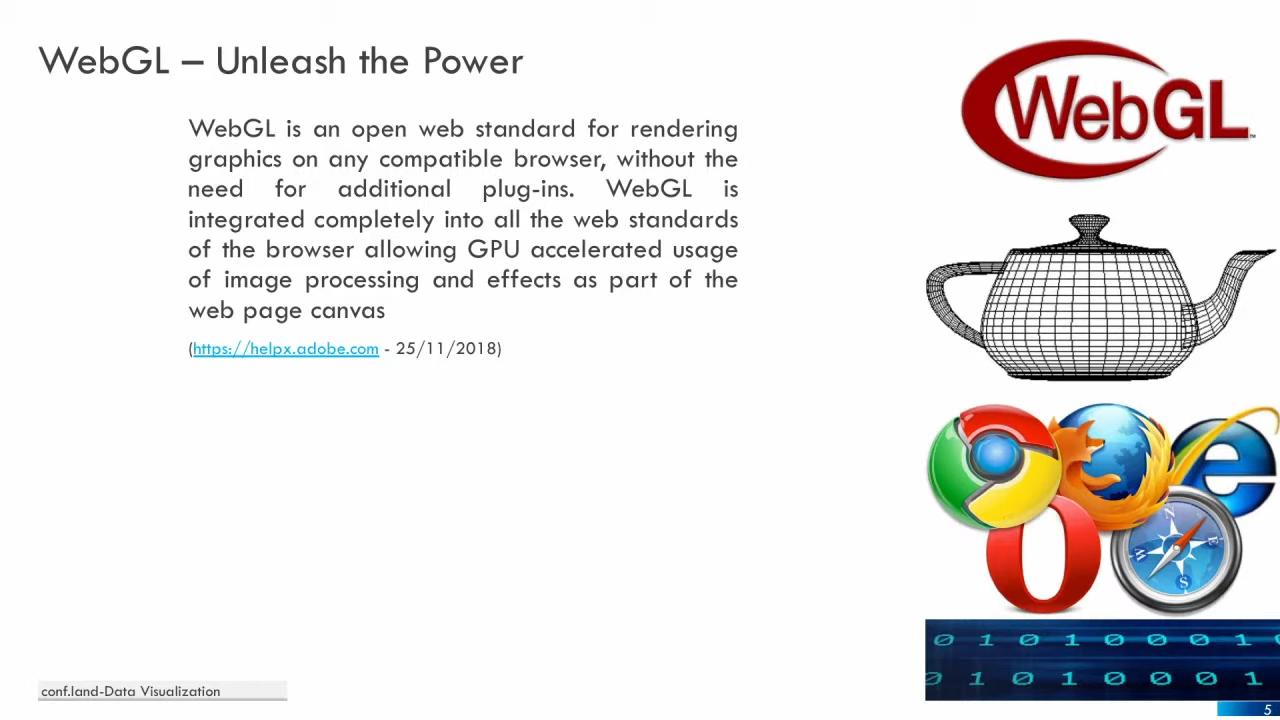 WebGL – Unleash the Power
WebGL™
WebGL is an open web standard for rendering
graphics on any compatible browser, without the
need for additional plug-ins. WebGL is
integrated completely into all the web standards
of the browser allowing GPU accelerated usage
of image processing and effects as part of the
web page canvas
(https://helpx.adobe.com - 25/11/2018)
N
E
W
S
0 1 0 1 0 0 0 1 0
0 1 0 1 0 0 0 1
conf.land-Data Visualization
5